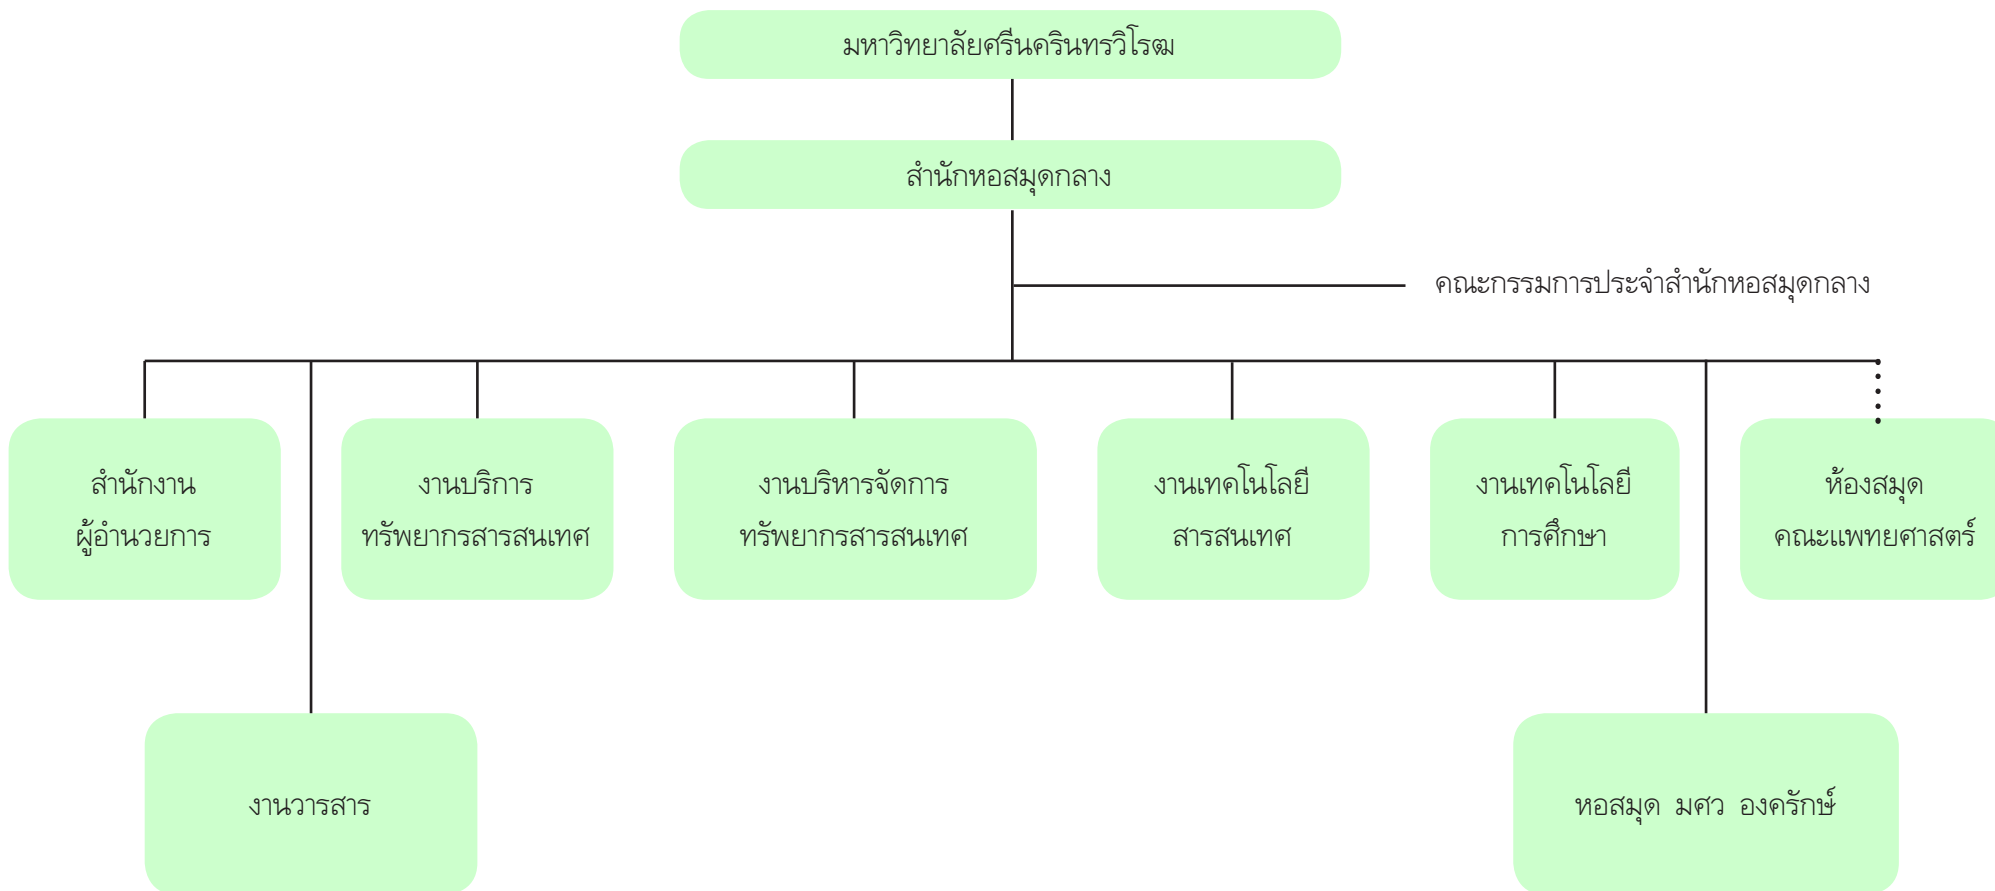 มหาวิทยาลัยศรีนครินทรวิโรฒ
สำนักหอสมุดกลาง
คณะกรรมการประจำสำนักหอสมุดกลาง
สำนักงาน
ผู้อำนวยการ
งานบริการ
ทรัพยากรสารสนเทศ
งานบริหารจัดการ
ทรัพยากรสารสนเทศ
งานเทคโนโลยี
สารสนเทศ
งานเทคโนโลยี
การศึกษา
ห้องสมุด
คณะแพทยศาสตร์
งานวารสาร
หอสมุด มศว องครักษ์